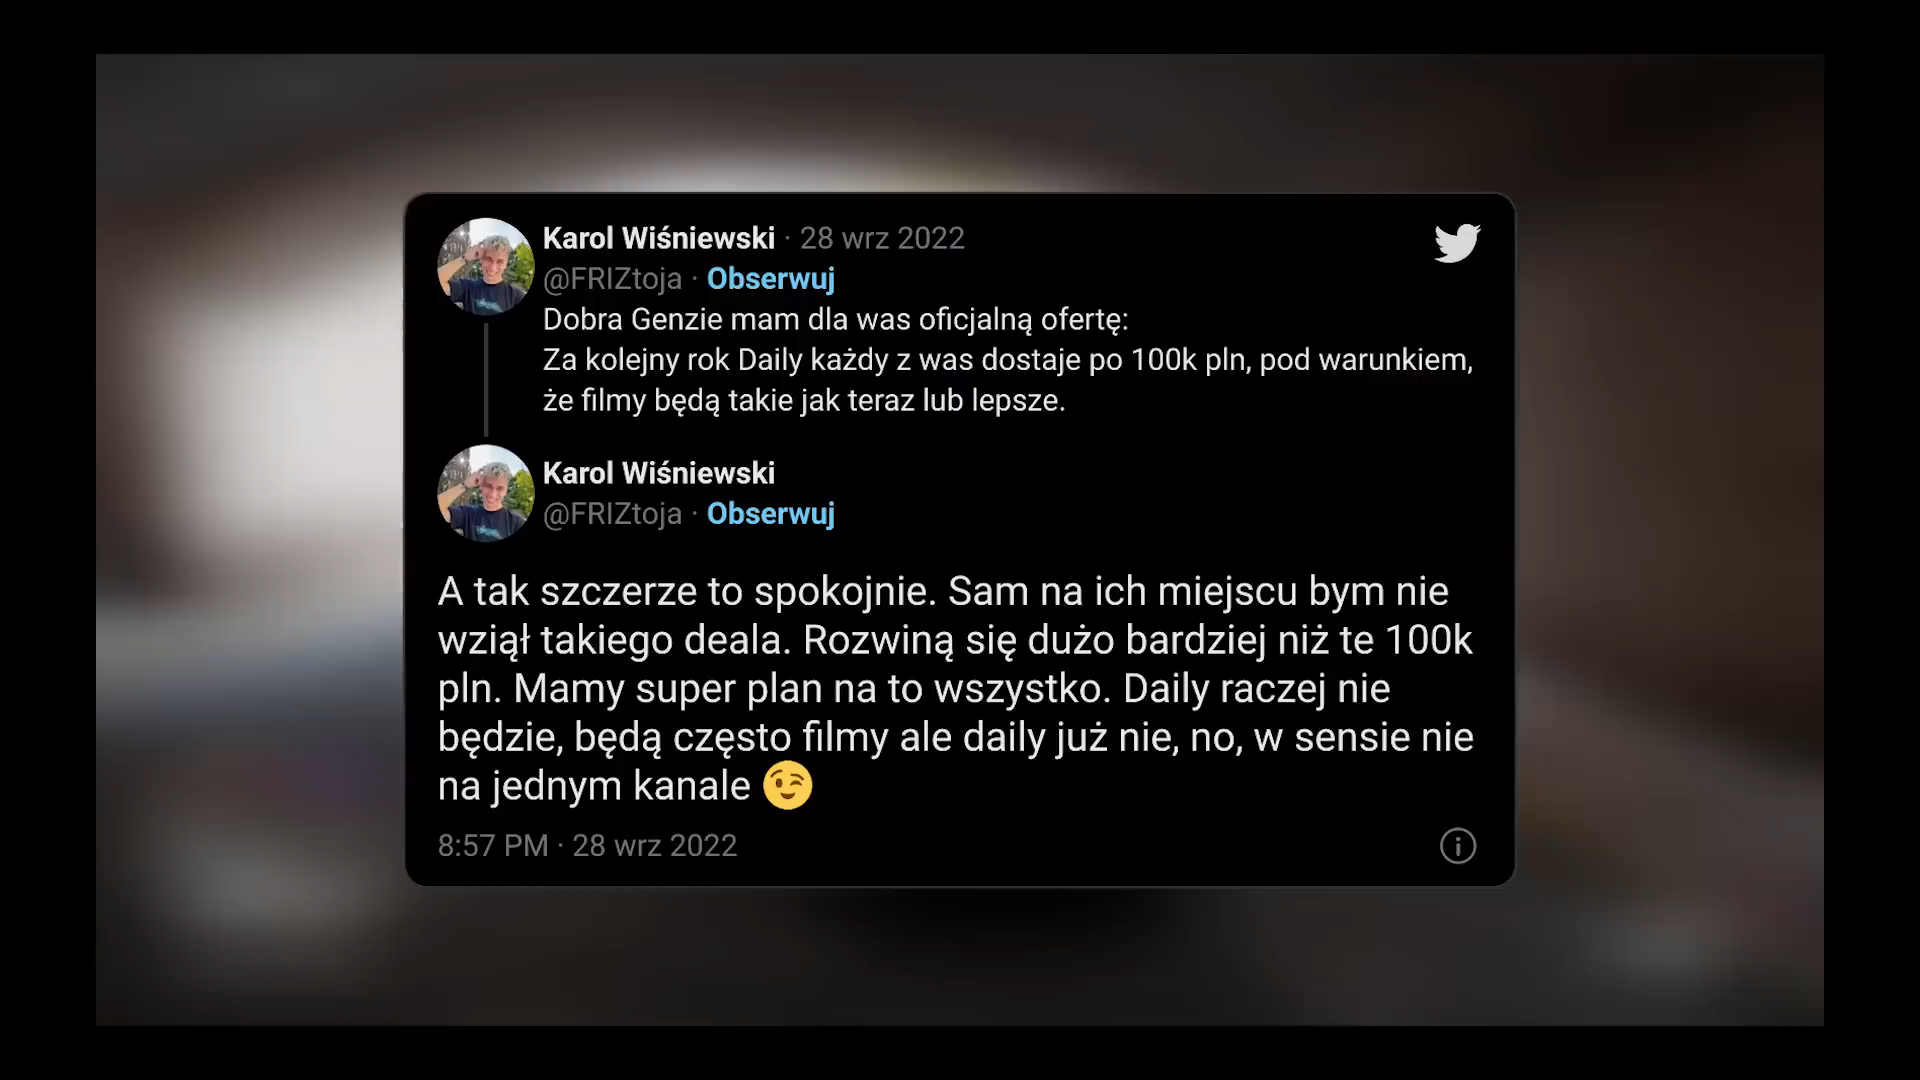 Karol Wiśniewski · 28 wrz 2022
@FRIZtoja · Obserwuj
Dobra Genzie mam dla was oficjalną ofertę:
Za kolejny rok Daily każdy z was dostaje po 100k pln, pod warunkiem,
że filmy będą takie jak teraz lub lepsze.
Karol Wiśniewski
@FRIZtoja · Obserwuj
A tak szczerze to spokojnie. Sam na ich miejscu bym nie
wziął takiego deala. Rozwiną się dużo bardziej niż te 100k
pln. Mamy super plan na to wszystko. Daily raczej nie
będzie, będą często filmy ale daily już nie, no, w sensie nie
na jednym kanale 😉
8:57 PM · 28 wrz 2022